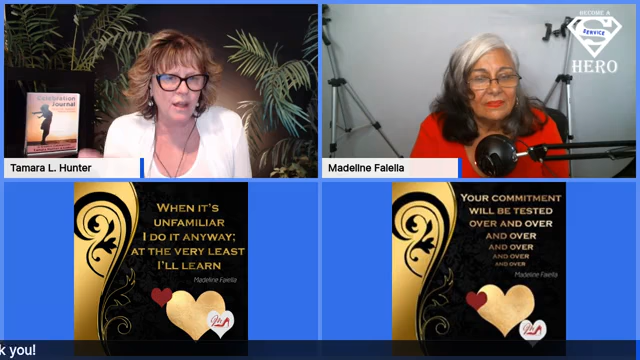 BECOME A
SERVICE
HERO
Celebration
Journal
Tamara L. Hunter
Madeline Falella
WHEN IT'S
UNFAMILIAR
I DO IT ANYWAY;
AT THE VERY LEAST
I'LL LEARN
Madeline Falella
YOUR COMMITMENT
WILL BE TESTED
OVER AND OVER
AND OVER
AND OVER
AND OVER
AND OVER
Madeline Falella
k you!